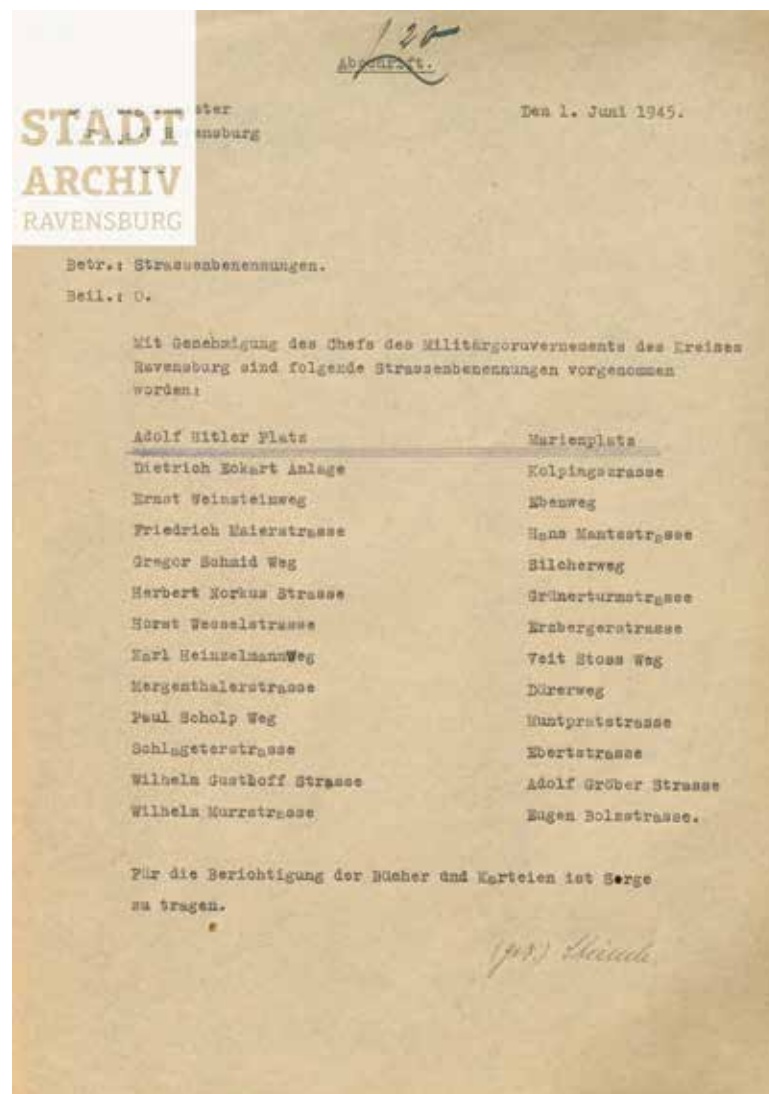 120
Abschrift.
STADT
ARCHIV
RAVENSBURG
ster
ensburg
Den 1. Juni 1945.
Betr.: Strassenbenennungen.
Beil.: 0.
Mit Genehmigung des Chefs des Militärgoruvernements des Kreises
Ravensburg sind folgende Strassenbenennungen vorgenommen
worden:
Adolf Hitler Platz Marienplatz
Dietrich Eckart Anlage Kolpingsrasse
Ernst Weinsteinweg Ebenweg
Friedrich Maierstrasse Hans Mantsstrasse
Gregor Schmid Weg Silcherweg
Herbert Norkus Strasse Grünerturmstrasse
Horst Wesselstrasse Erzbergerstrasse
Karl HeinzelmannWeg Veit Stoss Weg
Mergenthalerstrasse Dürerweg
Paul Scholp Weg Muntpratstrasse
Schlageterstrasse Ebertstrasse
Wilhelm Gustloff Strasse Adolf Gröber Strasse
Wilhelm Murrstrasse Eugen Bolzstrasse.
Für die Berichtigung der Bücher und Karteien ist Sorge
zu tragen.
(gez.)